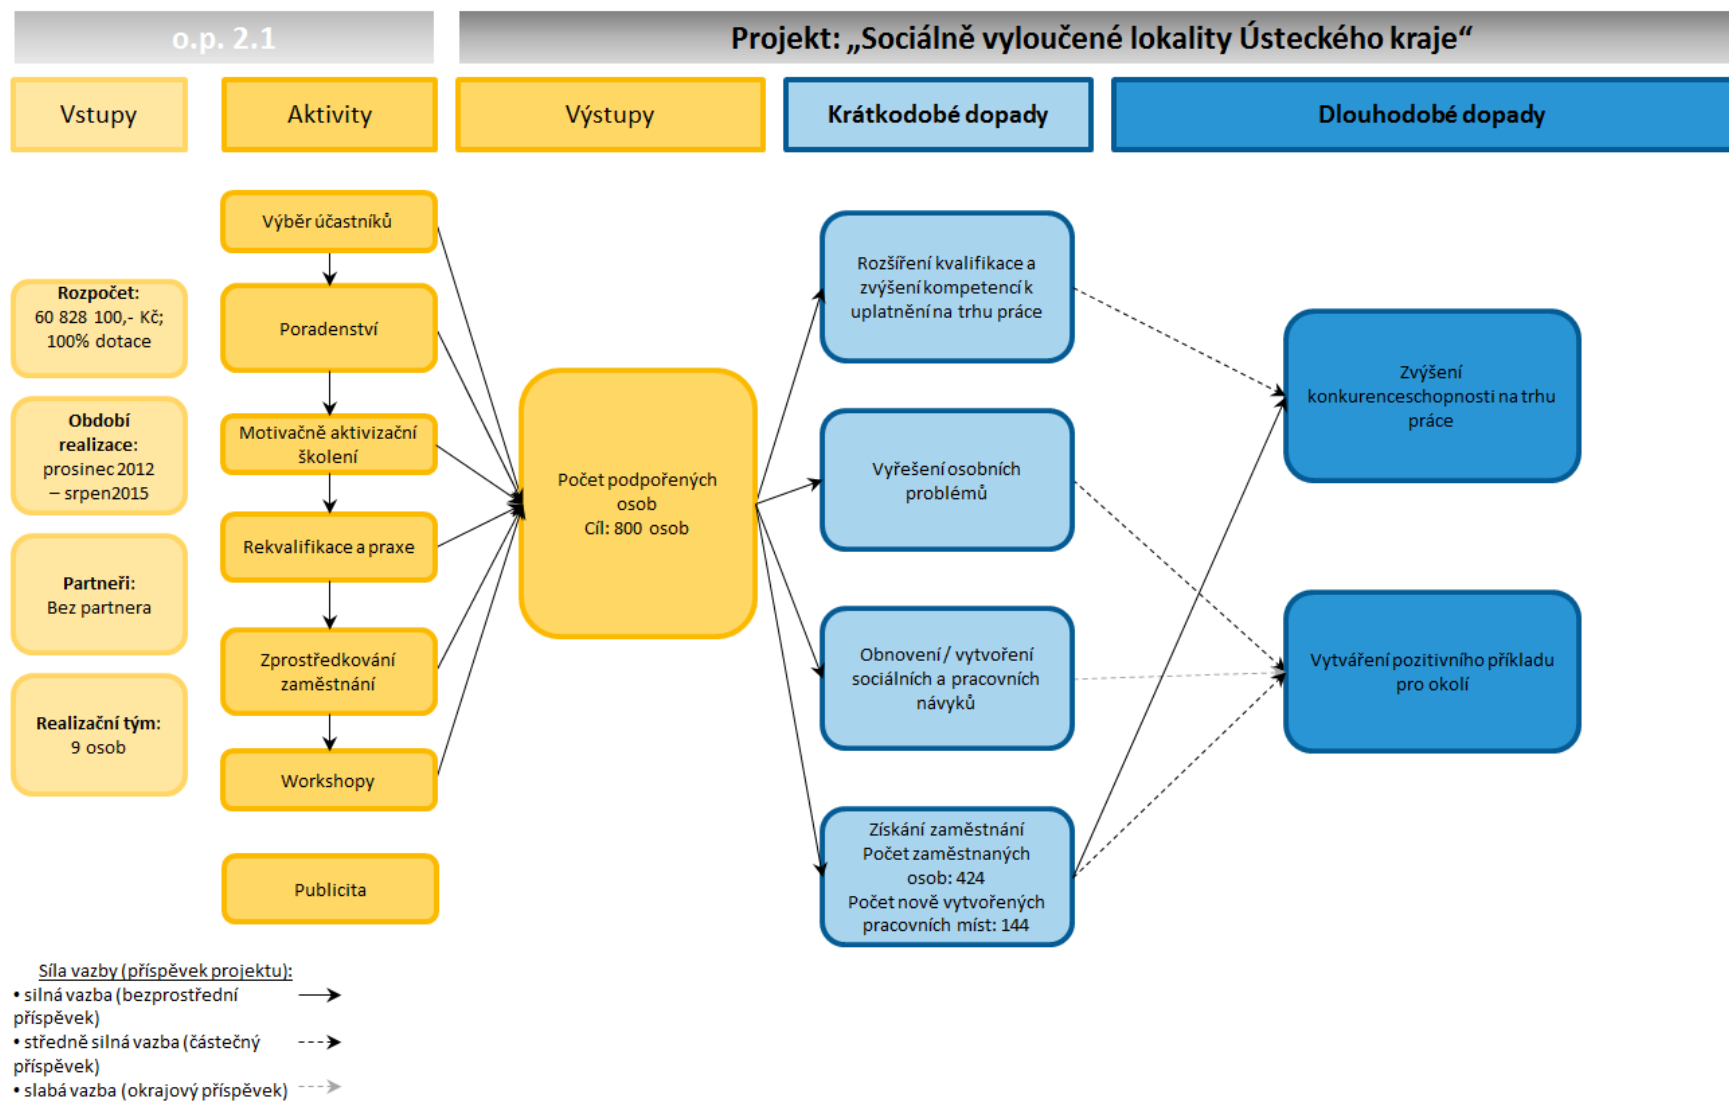 o.p. 2.1
Projekt: „Sociálně vyloučené lokality Ústeckého kraje“
Vstupy
Aktivity
Výstupy
Krátkodobé dopady
Dlouhodobé dopady
Rozpočet:
60 828 100,- Kč;
100% dotace
Období
realizace:
prosinec 2012
– srpen2015
Partneři:
Bez partnera
Realizační tým:
9 osob
Výběr účastníků
Poradenství
Motivačně aktivizační
školení
Rekvalifikace a praxe
Zprostředkování
zaměstnání
Workshopy
Publicita
Počet podpořených
osob
Cíl: 800 osob
Rozšíření kvalifikace a
zvýšení kompetencí k
uplatnění na trhu práce
Vyřešení osobních
problémů
Obnovení / vytvoření
sociálních a pracovních
návyků
Získání zaměstnání
Počet zaměstnaných
osob: 424
Počet nově vytvořených
pracovních míst: 144
Zvýšení
konkurenceschopnosti na trhu
práce
Vytváření pozitivního příkladu
pro okolí
Síla vazby (příspěvek projektu):
• silná vazba (bezprostřední
příspěvek)
• středně silná vazba (částečný
příspěvek)
• slabá vazba (okrajový příspěvek)